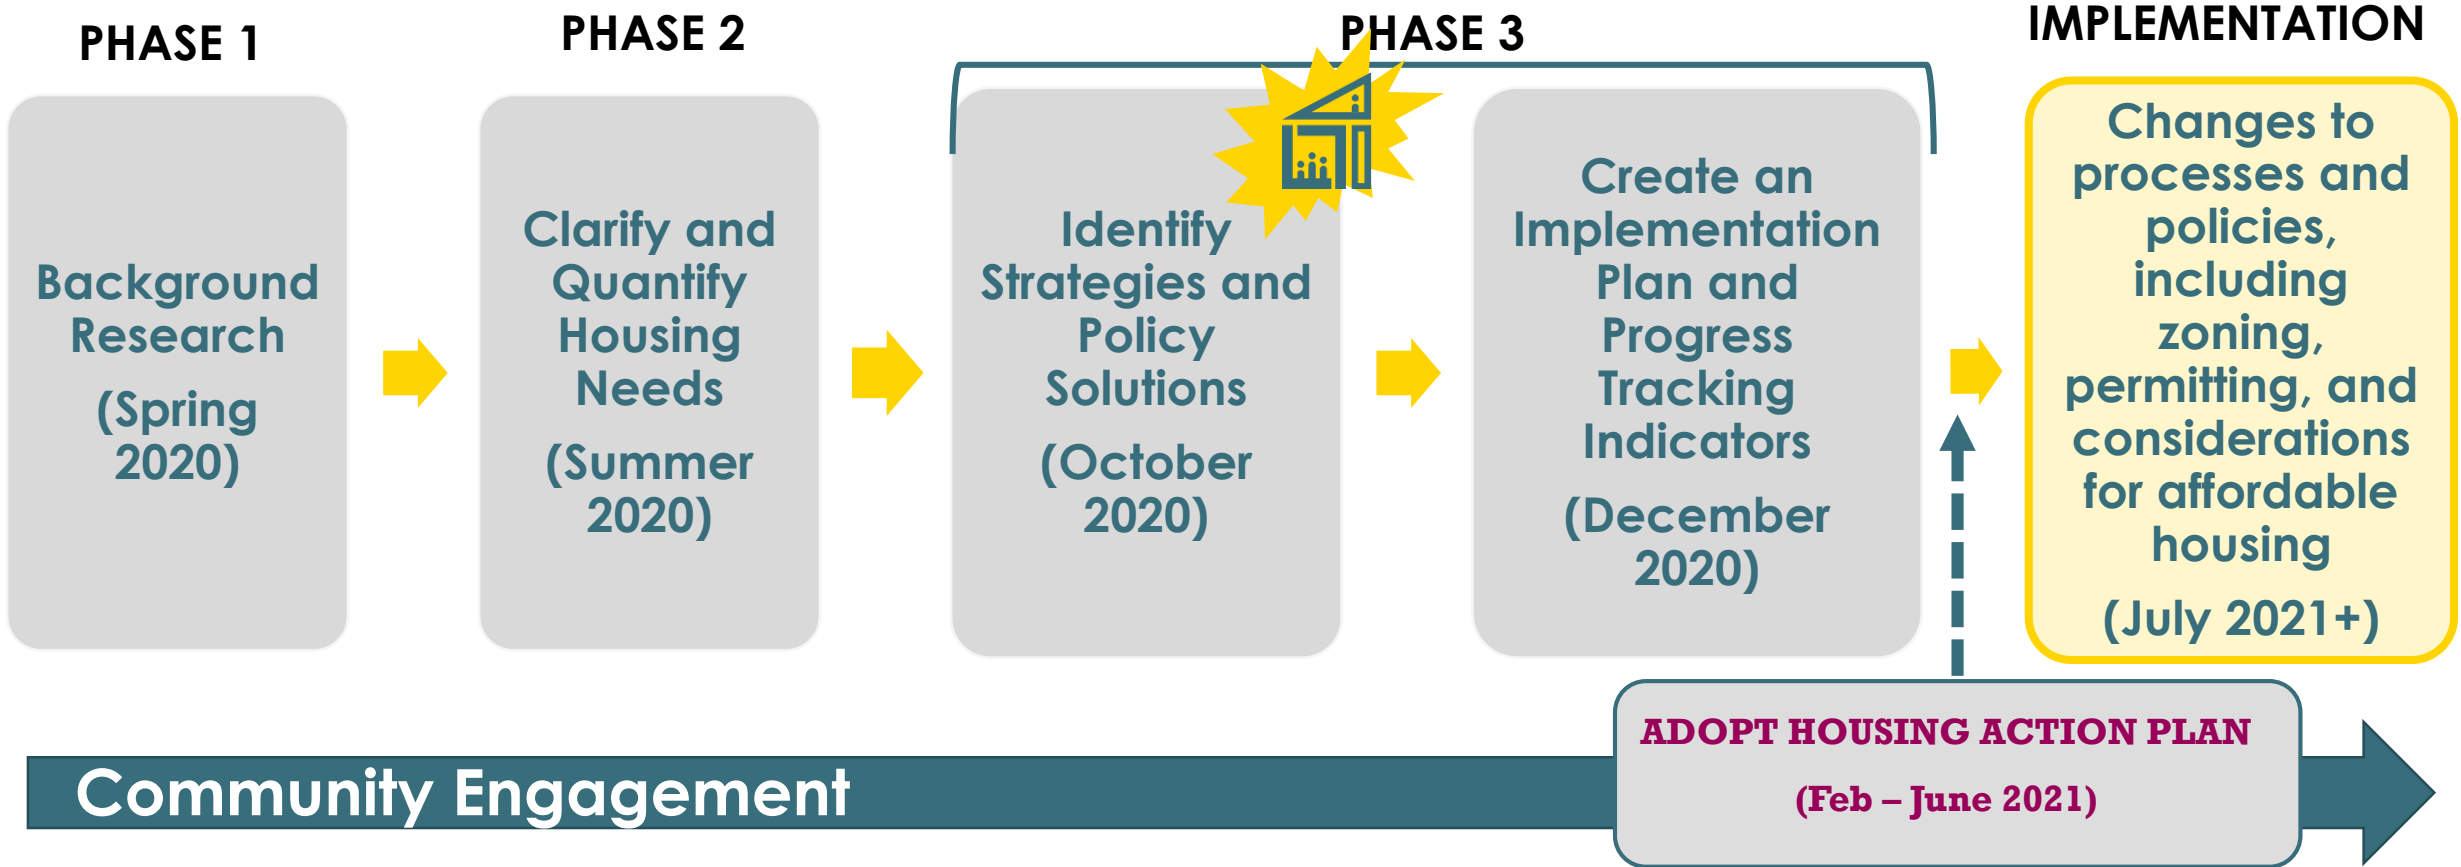 PHASE 1
Background
Research
(Spring
2020)
PHASE 2
Clarify and
Quantify
Housing
Needs
(Summer
2020)
PHASE 3
Identify
Strategies and
Policy
Solutions
(October
2020)
Create an
Implementation
Plan and
Progress
Tracking
Indicators
(December
2020)
IMPLEMENTATION
Changes to
processes and
policies,
including
zoning,
permitting, and
considerations
for affordable
housing
(July 2021+)
ADOPT HOUSING ACTION PLAN
(Feb – June 2021)
Community Engagement